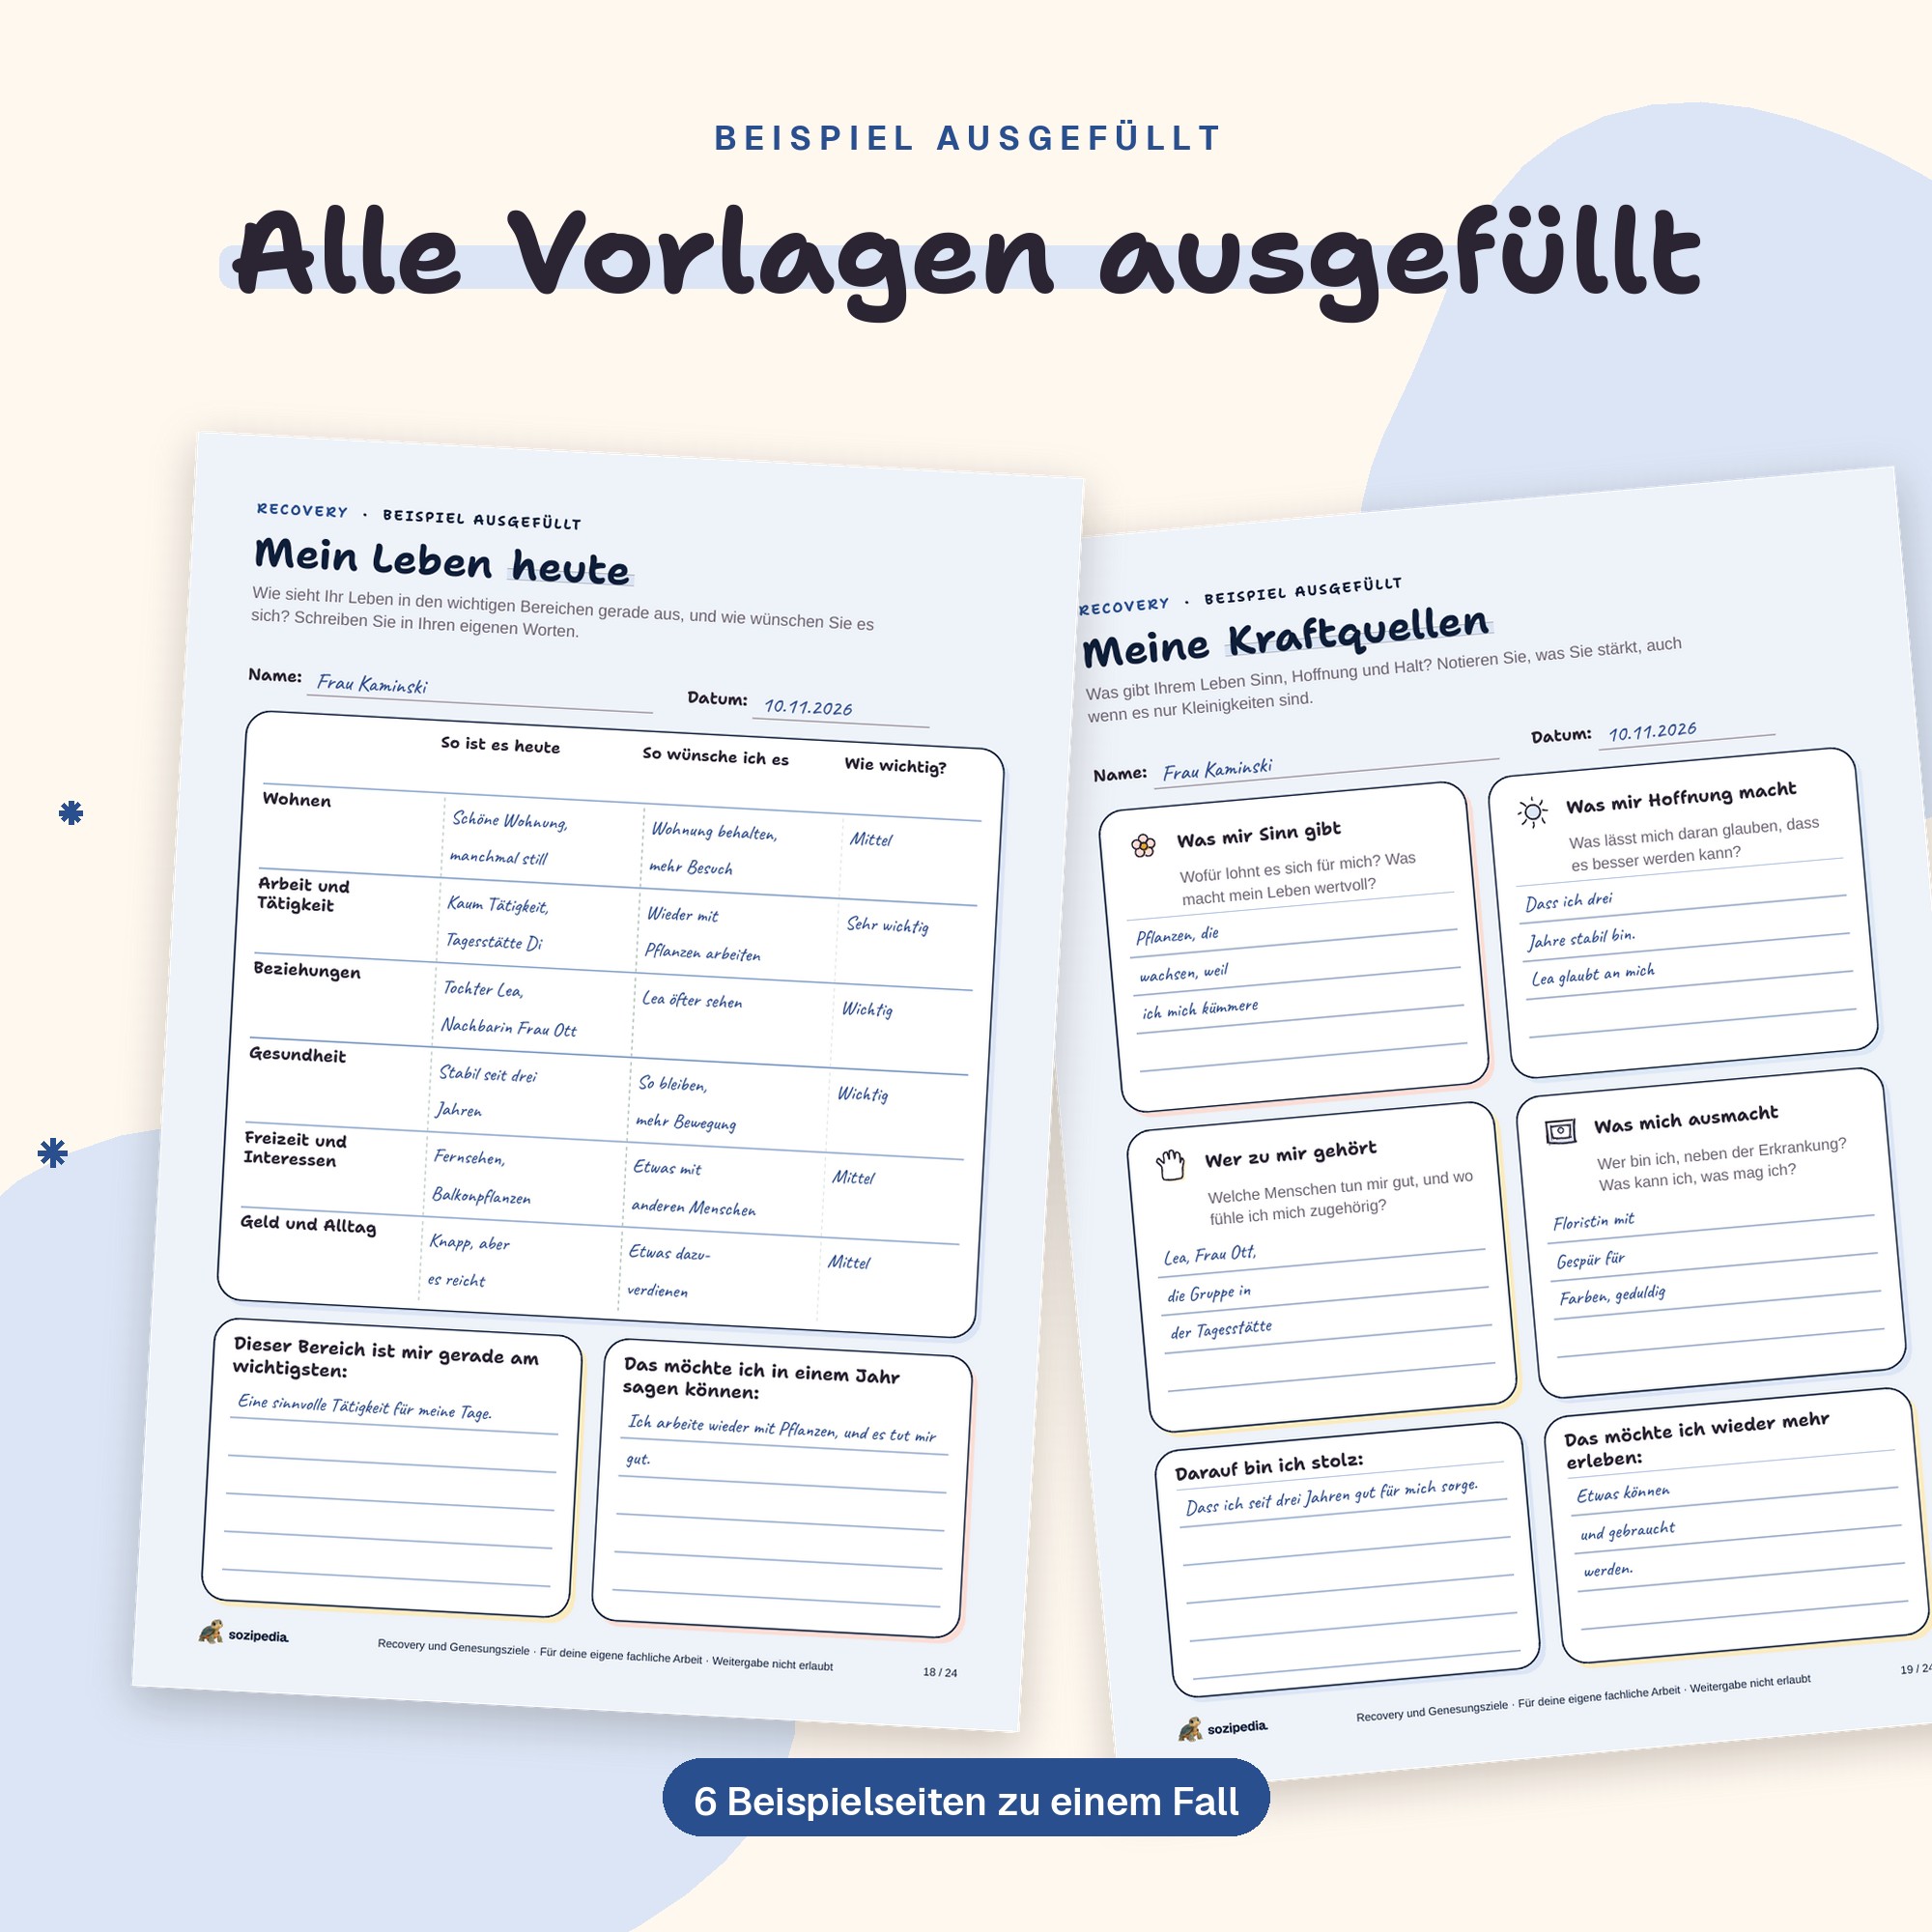 BEISPIEL AUSGEFÜLLT
Alle Vorlagen ausgefüllt
RECOVERY · BEISPIEL AUSGEFÜLLT
Mein Leben heute
Wie sieht Ihr Leben in den wichtigen Bereichen gerade aus, und wie wünschen Sie es
sich? Schreiben Sie in Ihren eigenen Worten.
Name: Frau Kaminski Datum: 10.11.2026
So ist es heute So wünsche ich es Wie wichtig?
Wohnen
Schöne Wohnung,
manchmal still
Wohnung behalten,
mehr Besuch
Mittel
Arbeit und
Tätigkeit
Kaum Tätigkeit,
Tagesstätte Di
Wieder mit
Pflanzen arbeiten
Sehr wichtig
Beziehungen
Tochter Lea,
Nachbarin Frau Ott
Lea öfter sehen
Wichtig
Gesundheit
Stabil seit drei
Jahren
So bleiben,
mehr Bewegung
Wichtig
Freizeit und
Interessen
Fernsehen,
Balkonpflanzen
Etwas mit
anderen Menschen
Mittel
Geld und Alltag
Knapp, aber
es reicht
Etwas dazu-
verdienen
Mittel
Dieser Bereich ist mir gerade am
wichtigsten:
Eine sinnvolle Tätigkeit für meine Tage.
Das möchte ich in einem Jahr
sagen können:
Ich arbeite wieder mit Pflanzen, und es tut mir
gut.
sozipedia.
Recovery und Genesungsziele · Für deine eigene fachliche Arbeit · Weitergabe nicht erlaubt
18 / 24
RECOVERY · BEISPIEL AUSGEFÜLLT
Meine Kraftquellen
Was gibt Ihrem Leben Sinn, Hoffnung und Halt? Notieren Sie, was Sie stärkt, auch
wenn es nur Kleinigkeiten sind.
Name: Frau Kaminski Datum: 10.11.2026
Was mir Sinn gibt
Wofür lohnt es sich für mich? Was
macht mein Leben wertvoll?
Pflanzen, die
wachsen, weil
ich mich kümmere
Was mir Hoffnung macht
Was lässt mich daran glauben, dass
es besser werden kann?
Dass ich drei
Jahre stabil bin.
Lea glaubt an mich
Wer zu mir gehört
Welche Menschen tun mir gut, und wo
fühle ich mich zugehörig?
Lea, Frau Ott,
die Gruppe in
der Tagesstätte
Was mich ausmacht
Wer bin ich, neben der Erkrankung?
Was kann ich, was mag ich?
Floristin mit
Gespür für
Farben, geduldig
Darauf bin ich stolz:
Dass ich seit drei Jahren gut für mich sorge.
Das möchte ich wieder mehr
erleben:
Etwas können
und gebraucht
werden.
sozipedia.
Recovery und Genesungsziele · Für deine eigene fachliche Arbeit · Weitergabe nicht erlaubt
19 / 24
6 Beispielseiten zu einem Fall